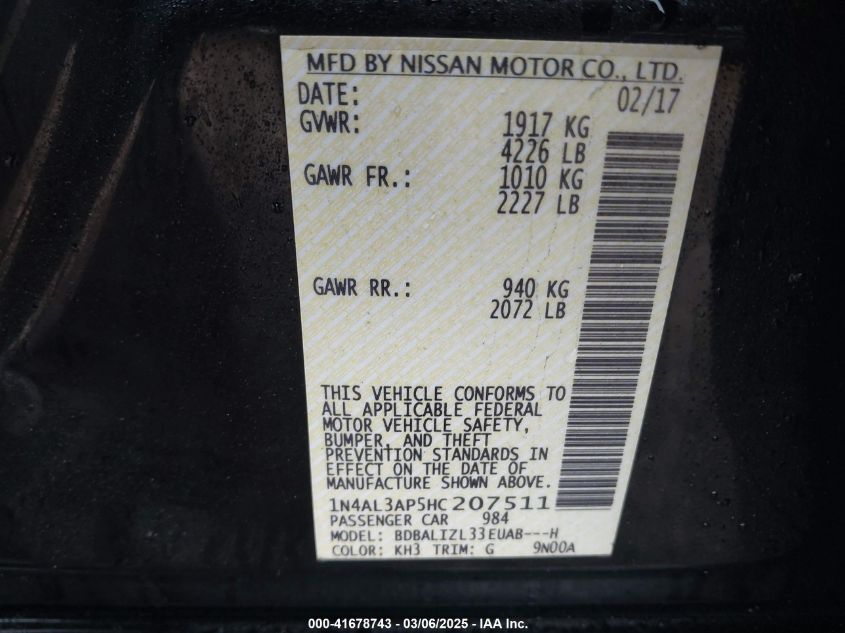 MFD BY NISSAN MOTOR CO., LTD.
DATE: 02/17
GVWR: 1917 KG
4226 LB
GAWR FR.: 1010 KG
2227 LB
GAWR RR.: 940 KG
2072 LB
THIS VEHICLE CONFORMS TO
ALL APPLICABLE FEDERAL
MOTOR VEHICLE SAFETY,
BUMPER, AND THEFT
PREVENTION STANDARDS IN
EFFECT ON THE DATE OF
MANUFACTURE SHOWN ABOVE.
1N4AL3AP5HC207511
PASSENGER CAR 984
MODEL: BDBALIZL33EUAB---H
COLOR: KH3 TRIM: G 9N00A
000-41678743 / 03/06/2025 - IAA Inc.